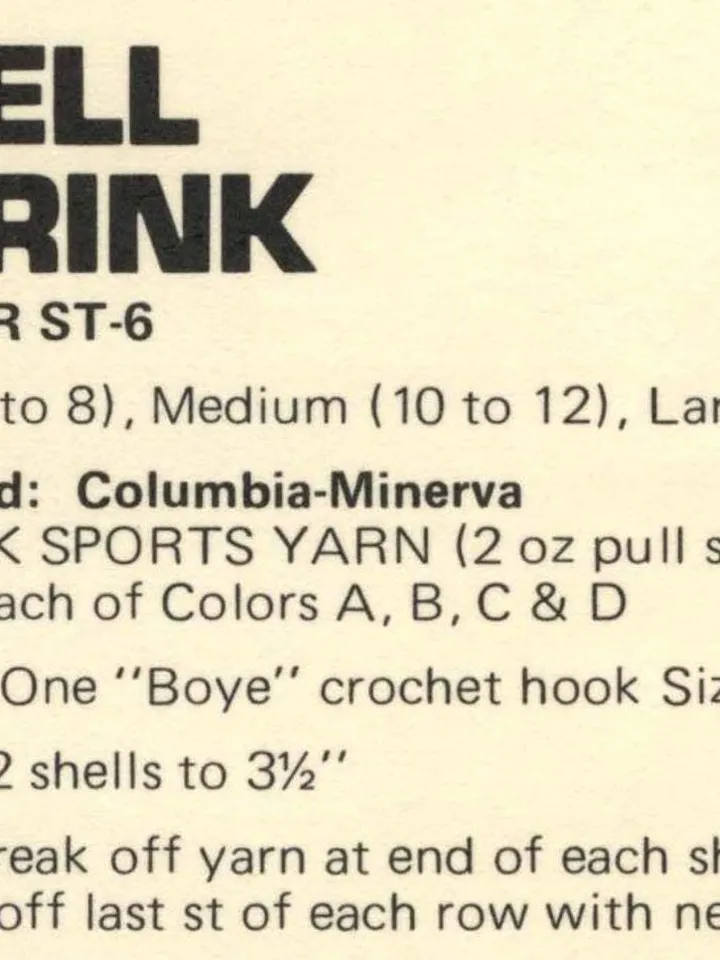 ELL
RINK
R ST-6
to 8), Medium (10 to 12), Lar
d: Columbia-Minerva
K SPORTS YARN (2 oz pull s
ach of Colors A, B, C & D
One "Boye" crochet hook Siz
2 shells to 3½"
reak off yarn at end of each sh
off last st of each row with ne